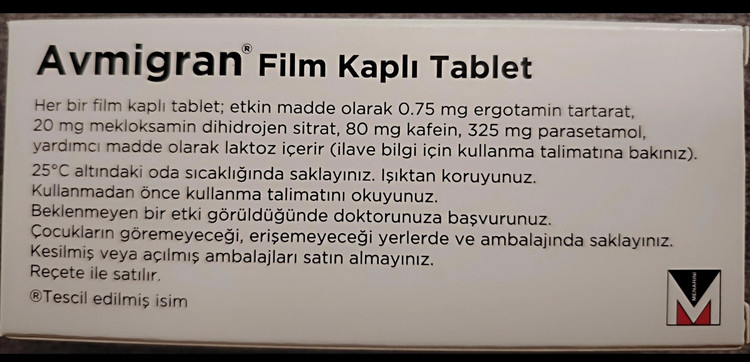 Avmigran® Film Kaplı Tablet
Her bir film kaplı tablet; etkin madde olarak 0.75 mg ergotamin tartarat,
20 mg mekloksamin dihidrojen sitrat, 80 mg kafein, 325 mg parasetamol,
yardımcı madde olarak laktoz içerir (ilave bilgi için kullanma talimatına bakınız).
25°C altındaki oda sıcaklığında saklayınız. Işıktan koruyunuz.
Kullanmadan önce kullanma talimatını okuyunuz.
Beklenmeyen bir etki görüldüğünde doktorunuza başvurunuz.
Çocukların göremeyeceği, erişemeyeceği yerlerde ve ambalajında saklayınız.
Kesilmiş veya açılmış ambalajları satın almayınız.
Reçete ile satılır.
®Tescil edilmiş isim
MENARINI